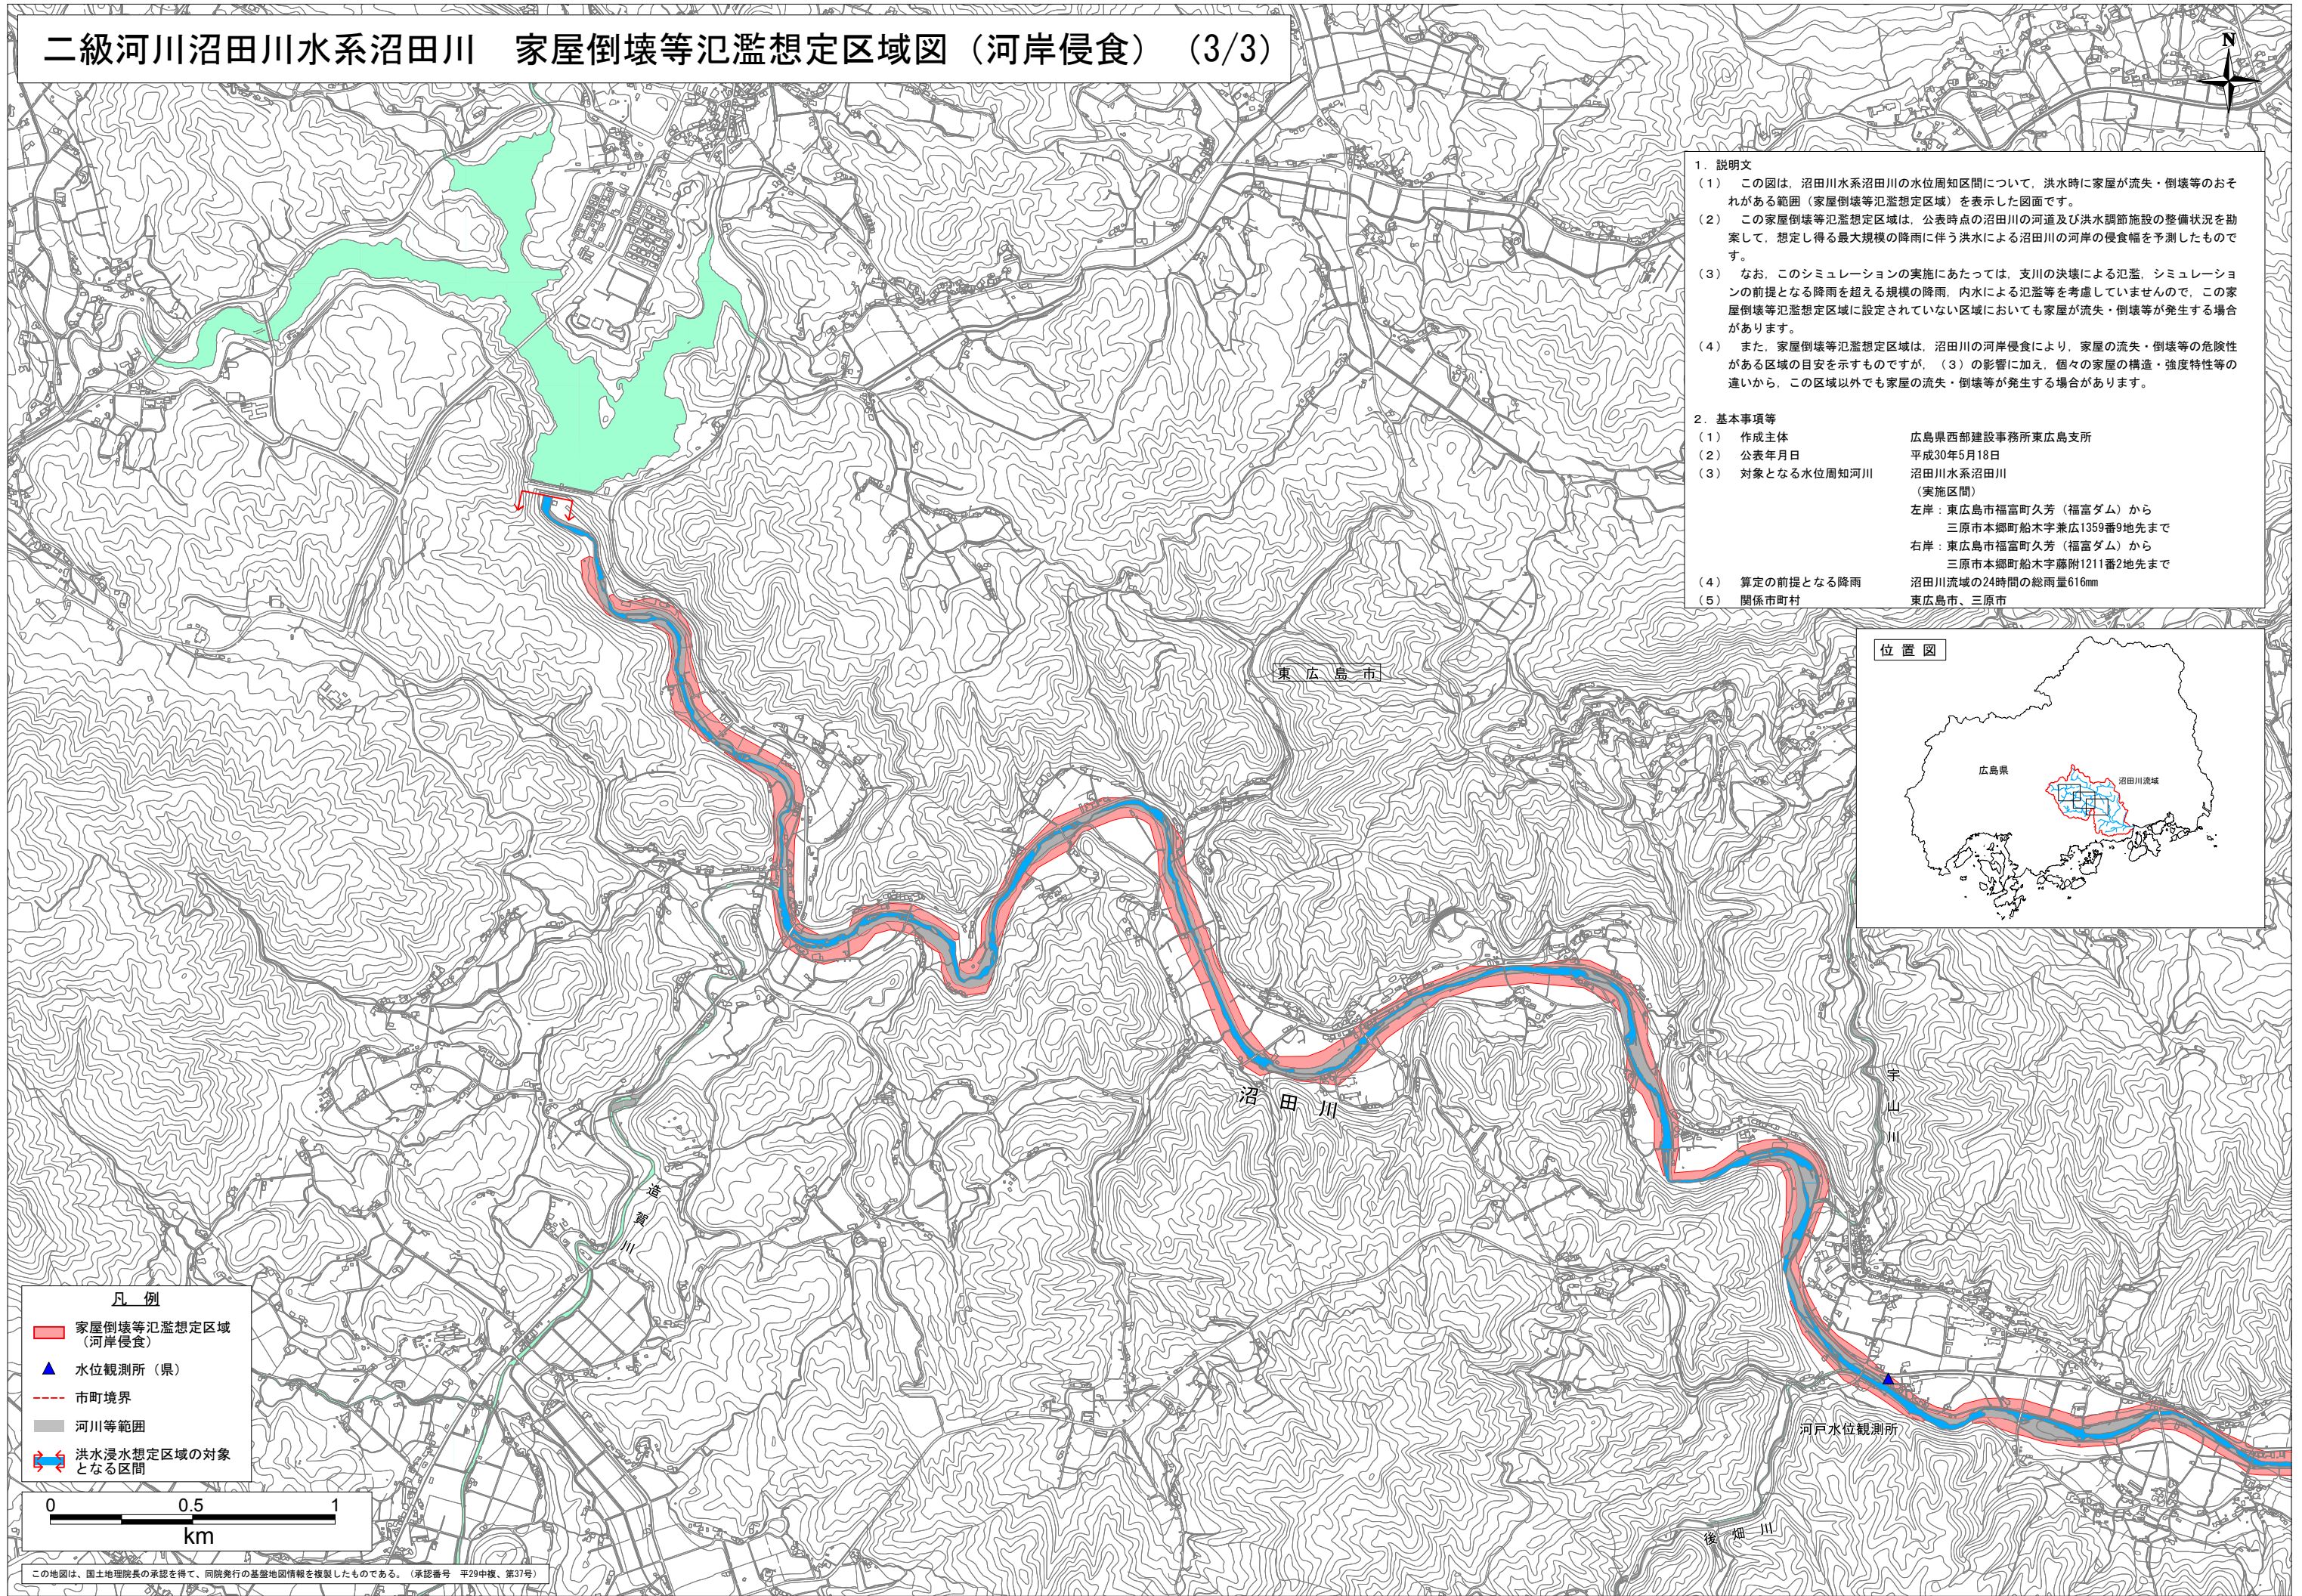 二級河川沼田川水系沼田川　家屋倒壊等氾濫想定区域図（河岸侵食）（3/3）
N
1．説明文
（1）　この図は，沼田川水系沼田川の水位周知区間について，洪水時に家屋が流失・倒壊等のおそ
れがある範囲（家屋倒壊等氾濫想定区域）を表示した図面です。
（2）　この家屋倒壊等氾濫想定区域は，公表時点の沼田川の河道及び洪水調節施設の整備状況を勘
案して，想定し得る最大規模の降雨に伴う洪水による沼田川の河岸の侵食幅を予測したもので
す。
（3）　なお，このシミュレーションの実施にあたっては，支川の決壊による氾濫，シミュレーショ
ンの前提となる降雨を超える規模の降雨，内水による氾濫等を考慮していませんので，この家
屋倒壊等氾濫想定区域に設定されていない区域においても家屋が流失・倒壊等が発生する場合
があります。
（4）　また，家屋倒壊等氾濫想定区域は，沼田川の河岸侵食により，家屋の流失・倒壊等の危険性
がある区域の目安を示すものですが，（3）の影響に加え，個々の家屋の構造・強度特性等の
違いから，この区域以外でも家屋の流失・倒壊等が発生する場合があります。
2．基本事項等
（1）　作成主体　広島県西部建設事務所東広島支所
（2）　公表年月日　平成30年5月18日
（3）　対象となる水位周知河川　沼田川水系沼田川
（実施区間）
左岸：東広島市福富町久芳（福富ダム）から
三原市本郷町船木字兼広1359番9地先まで
右岸：東広島市福富町久芳（福富ダム）から
三原市本郷町船木字藤附1211番2地先まで
（4）　算定の前提となる降雨　沼田川流域の24時間の総雨量616mm
（5）　関係市町村　東広島市、三原市
位置図
広島県
沼田川流域
東広島市
沼田川
宇山川
造賀川
河戸水位観測所
後畑川
凡例
家屋倒壊等氾濫想定区域
（河岸侵食）
水位観測所（県）
市町境界
河川等範囲
洪水浸水想定区域の対象
となる区間
0 0.5 1
km
この地図は、国土地理院長の承認を得て、同院発行の基盤地図情報を複製したものである。（承認番号　平29中複、第37号）